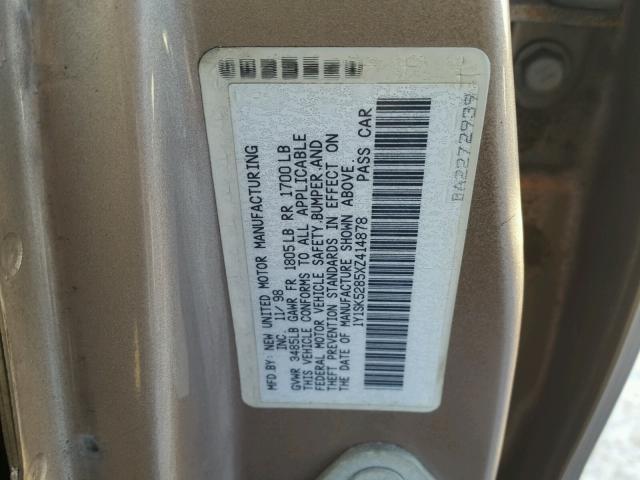 MFD BY: NEW UNITED MOTOR MANUFACTURING
INC. 11/98
GVWR 3485LB GAWR FR 1805LB RR 1700LB
THIS VEHICLE CONFORMS TO ALL APPLICABLE
FEDERAL MOTOR VEHICLE SAFETY, BUMPER, AND
THEFT PREVENTION STANDARDS IN EFFECT ON
THE DATE OF MANUFACTURE SHOWN ABOVE.
1Y1SK5285XZ414878 PASS CAR
BA2272939